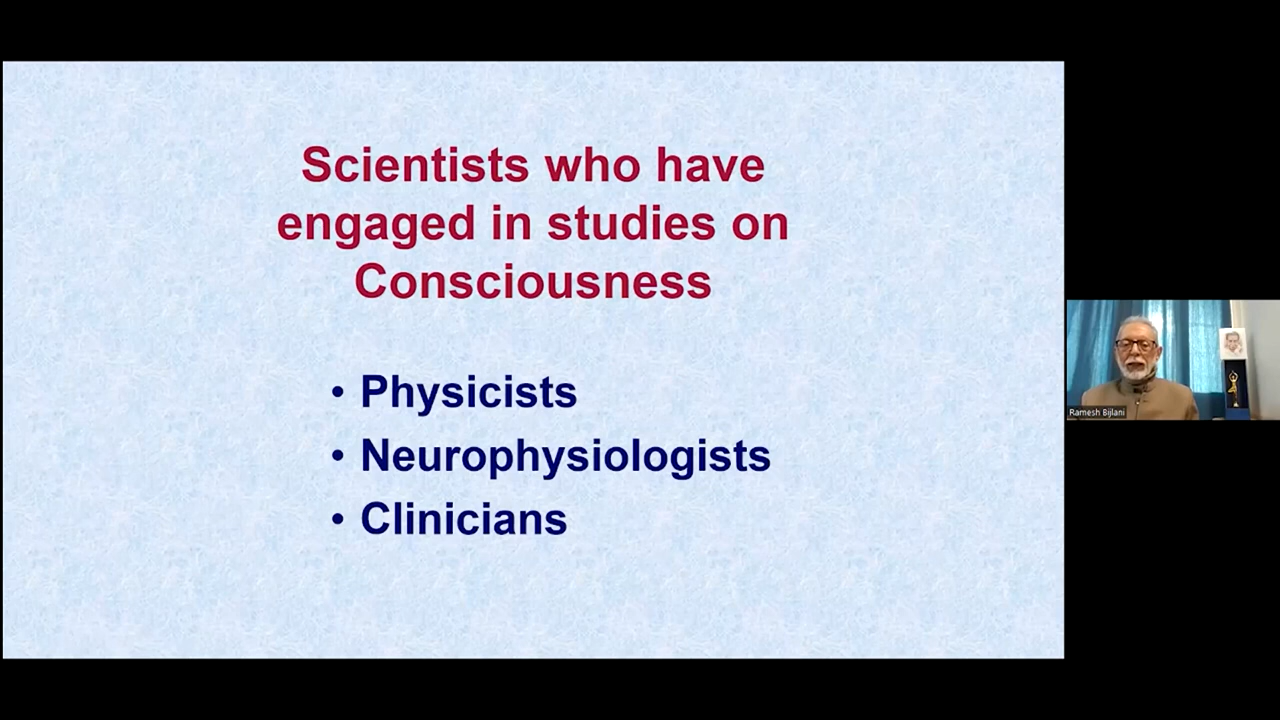 Scientists who have
engaged in studies on
Consciousness
• Physicists
• Neurophysiologists
• Clinicians
Ramesh Bijlani